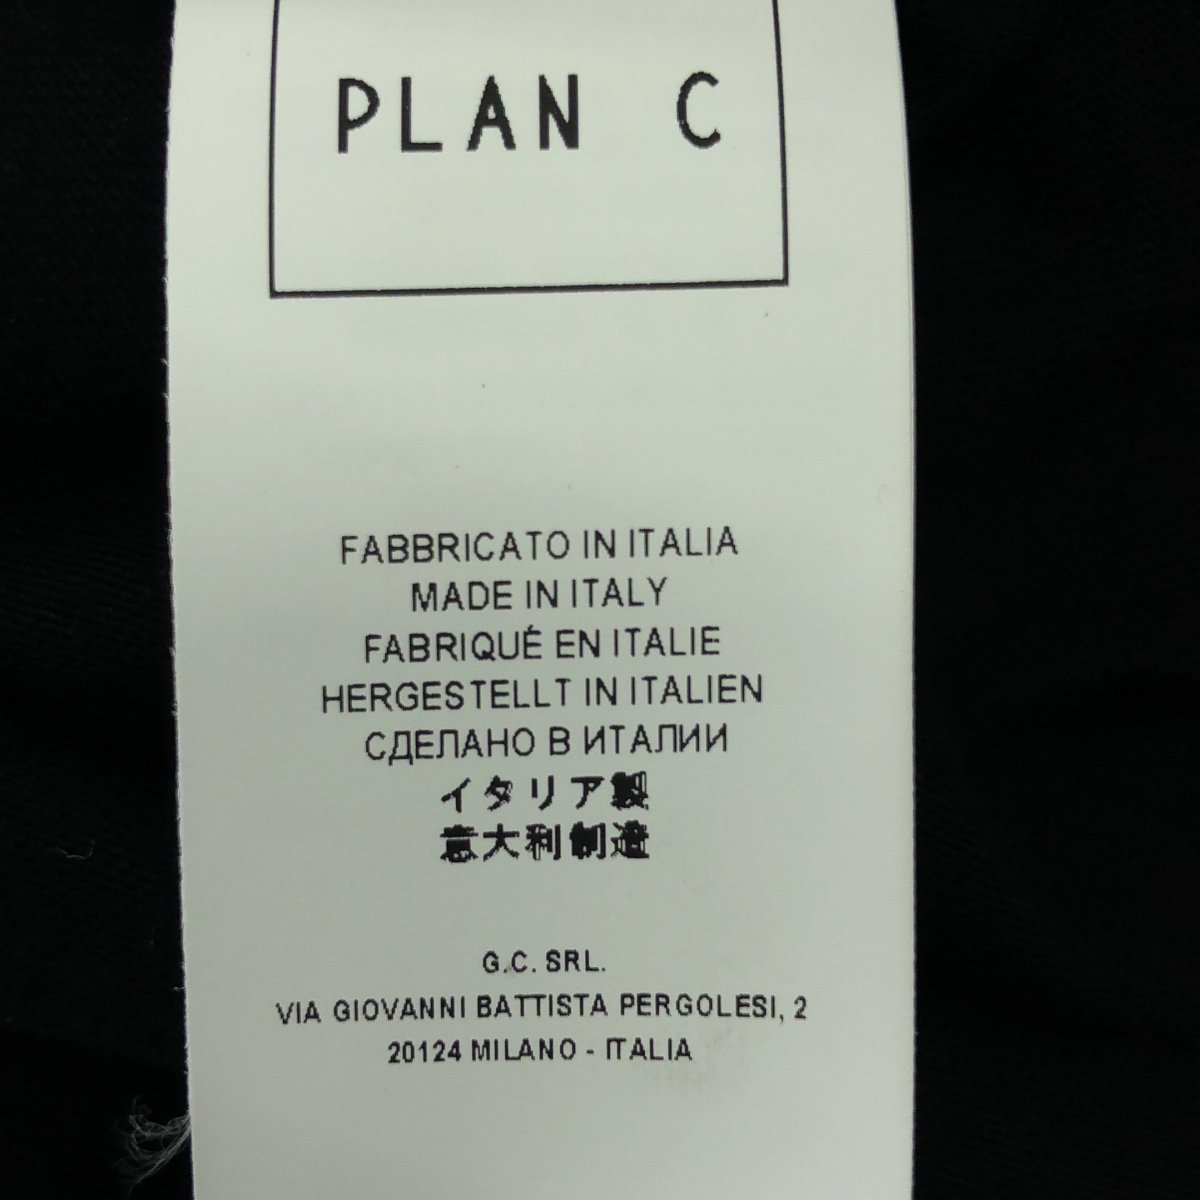 PLAN C
FABBRICATO IN ITALIA
MADE IN ITALY
FABRIQUÉ EN ITALIE
HERGESTELLT IN ITALIEN
СДЕЛАНО В ИТАЛИИ
イタリア製
意大利制造
G.C. SRL.
VIA GIOVANNI BATTISTA PERGOLESI, 2
20124 MILANO - ITALIA